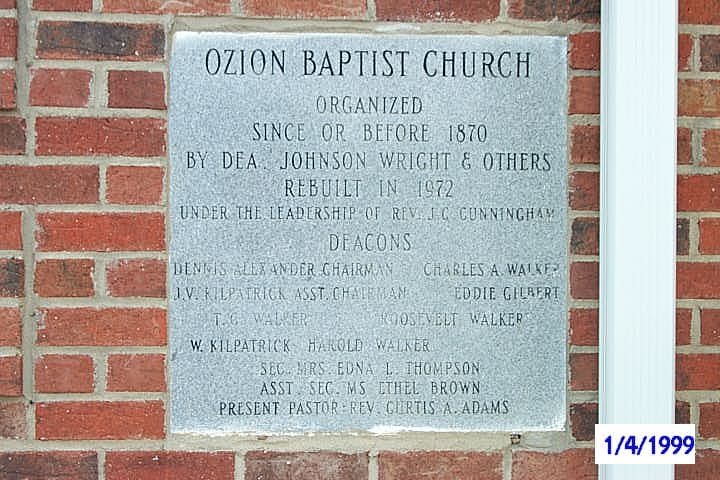 OZION BAPTIST CHURCH
ORGANIZED
SINCE OR BEFORE 1870
BY DEA. JOHNSON WRIGHT & OTHERS
REBUILT IN 1972
UNDER THE LEADERSHIP OF REV. J.C. CUNNINGHAM
DEACONS
DENNIS ALEXANDER CHAIRMAN CHARLES A. WALKER
J.V. KILPATRICK ASST. CHAIRMAN EDDIE GILBERT
T.C. WALKER ROOSEVELT WALKER
W. KILPATRICK HAROLD WALKER
SEC. MRS. EDNA L. THOMPSON
ASST. SEC. MS ETHEL BROWN
PRESENT PASTOR-REV. CURTIS A. ADAMS
1/4/1999